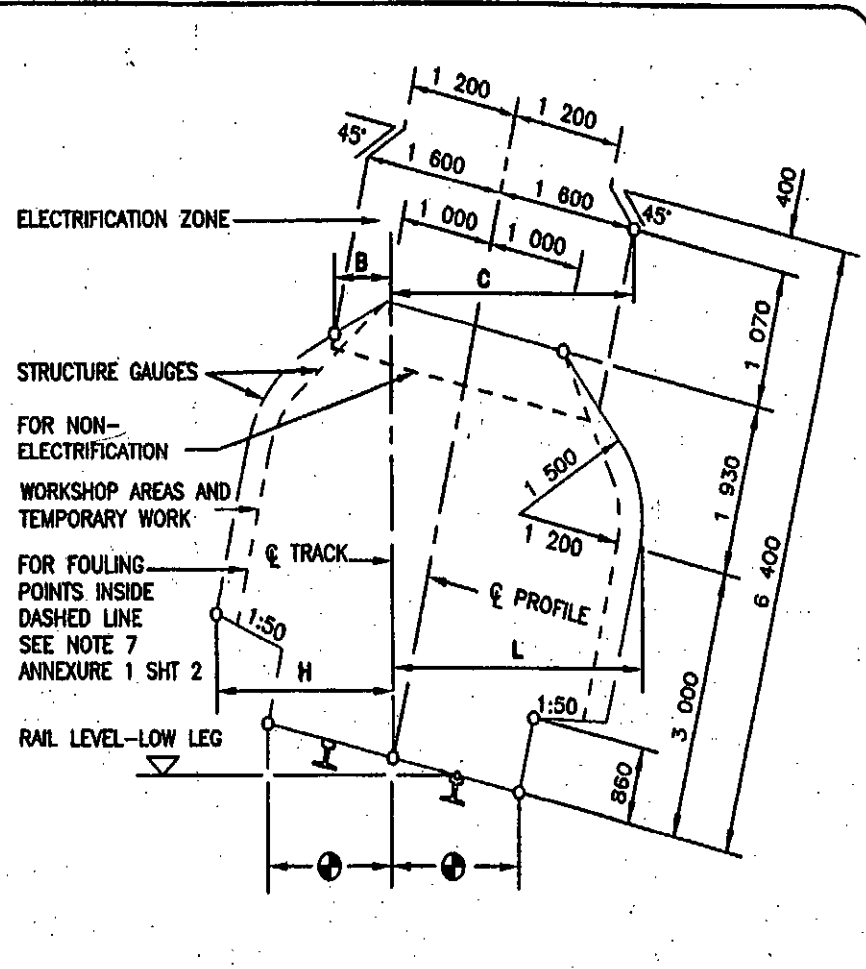 1 200
1 200
45°
1 600
1 600
400
45°
ELECTRIFICATION ZONE
1 000
1 000
B
C
1 070
STRUCTURE GAUGES
FOR NON-
ELECTRIFICATION
1 500
1 930
WORKSHOP AREAS AND
TEMPORARY WORK
1 200
6 400
℄ TRACK
FOR FOULING
POINTS INSIDE
DASHED LINE
SEE NOTE 7
ANNEXURE 1 SHT 2
℄ PROFILE
1:50
H
L
3 000
1:50
RAIL LEVEL-LOW LEG
860